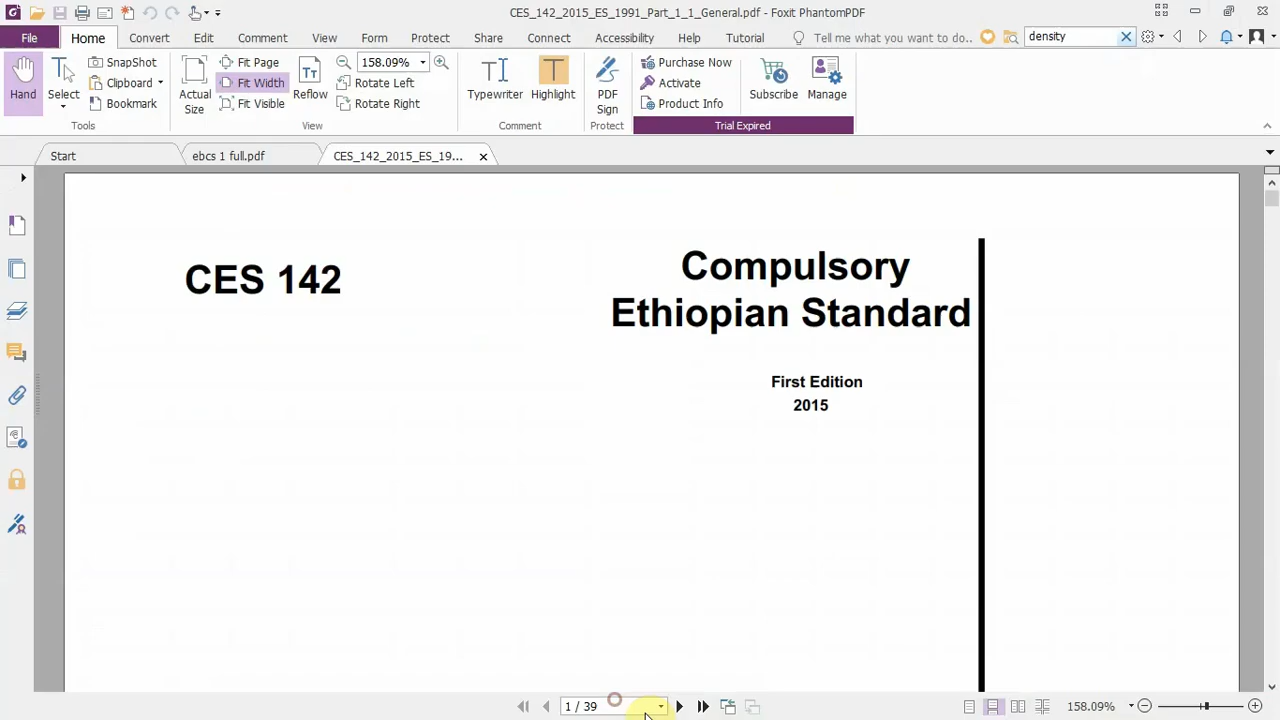 CES_142_2015_ES_1991_Part_1_1_General.pdf - Foxit PhantomPDF
File Home Convert Edit Comment View Form Protect Share Connect Accessibility Help Tutorial Tell me what you want to do.. density
Hand
Select
SnapShot
Clipboard
Bookmark
Tools
Actual
Size
Fit Page
Fit Width
Fit Visible
Reflow
158.09%
Rotate Left
Rotate Right
View
Typewriter
Highlight
Comment
PDF
Sign
Protect
Purchase Now
Activate
Product Info
Subscribe
Manage
Trial Expired
Start
ebcs 1 full.pdf
CES_142_2015_ES_19...
CES 142
Compulsory
Ethiopian Standard
First Edition
2015
1 / 39
158.09%